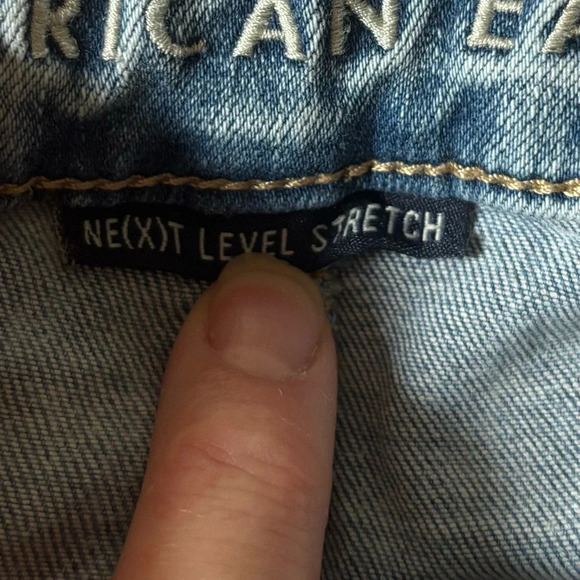 RICAN EA
NE(X)T LEVEL STRETCH